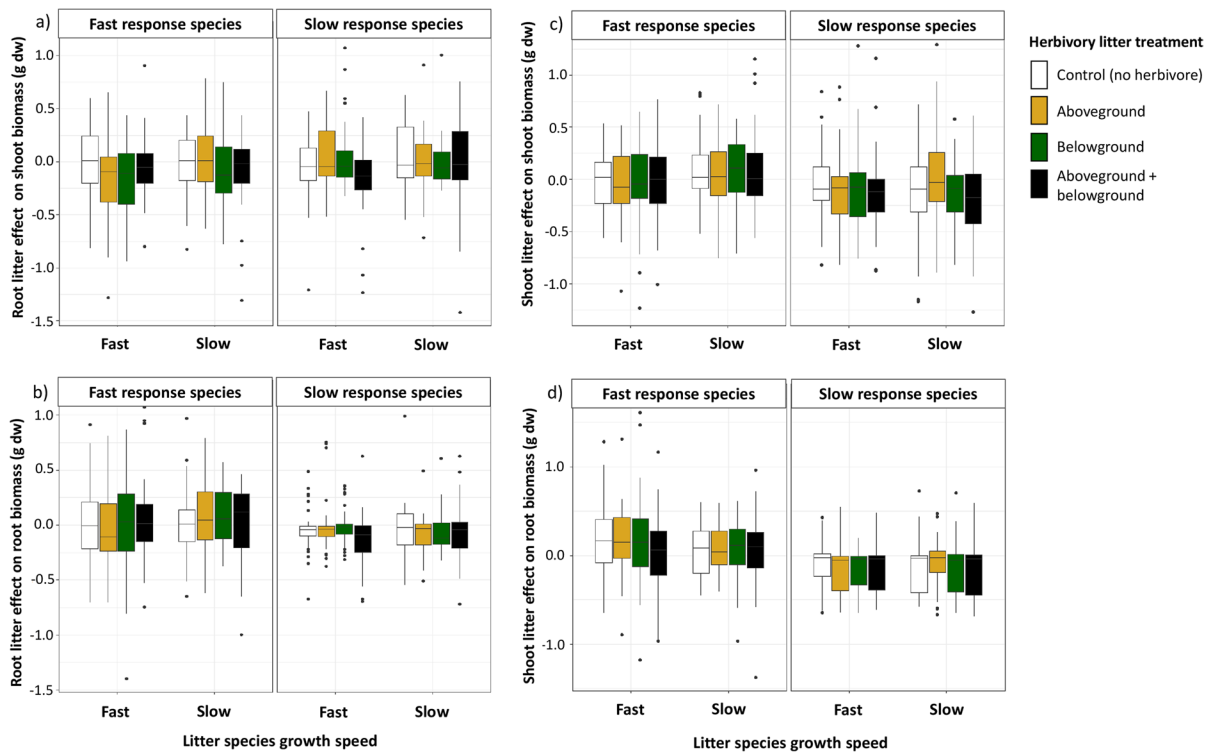 a)
Fast response species
Slow response species
Root litter effect on shoot biomass (g dw)
1.0
0.5
0.0
-0.5
-1.0
-1.5
Fast
Slow
Fast
Slow
b)
Fast response species
Slow response species
Root litter effect on root biomass (g dw)
1.0
0.5
0.0
-0.5
-1.0
-1.5
Fast
Slow
Fast
Slow
Litter species growth speed
c)
Fast response species
Slow response species
Shoot litter effect on shoot biomass (g dw)
1.0
0.5
0.0
-0.5
-1.0
Fast
Slow
Fast
Slow
d)
Fast response species
Slow response species
Shoot litter effect on root biomass (g dw)
1.0
0.0
-1.0
Fast
Slow
Fast
Slow
Litter species growth speed
Herbivory litter treatment
Control (no herbivore)
Aboveground
Belowground
Aboveground +
belowground